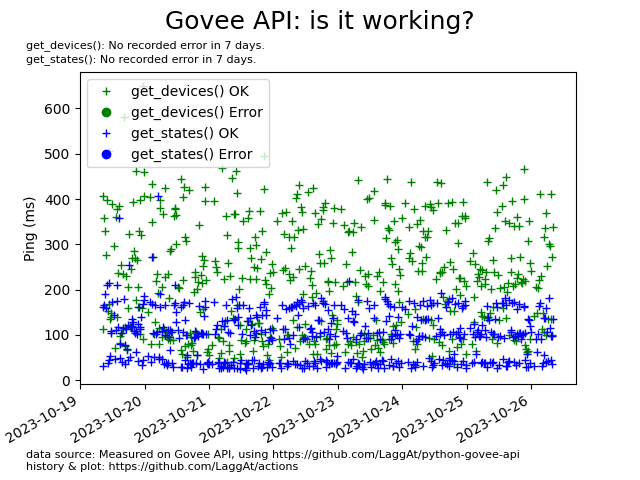 Govee API: is it working?
get_devices(): No recorded error in 7 days.
get_states(): No recorded error in 7 days.
get_devices() OK
get_devices() Error
get_states() OK
get_states() Error
Ping (ms)
600
500
400
300
200
100
0
2023-10-19
2023-10-20
2023-10-21
2023-10-22
2023-10-23
2023-10-24
2023-10-25
2023-10-26
data source: Measured on Govee API, using https://github.com/LaggAt/python-govee-api
history & plot: https://github.com/LaggAt/actions